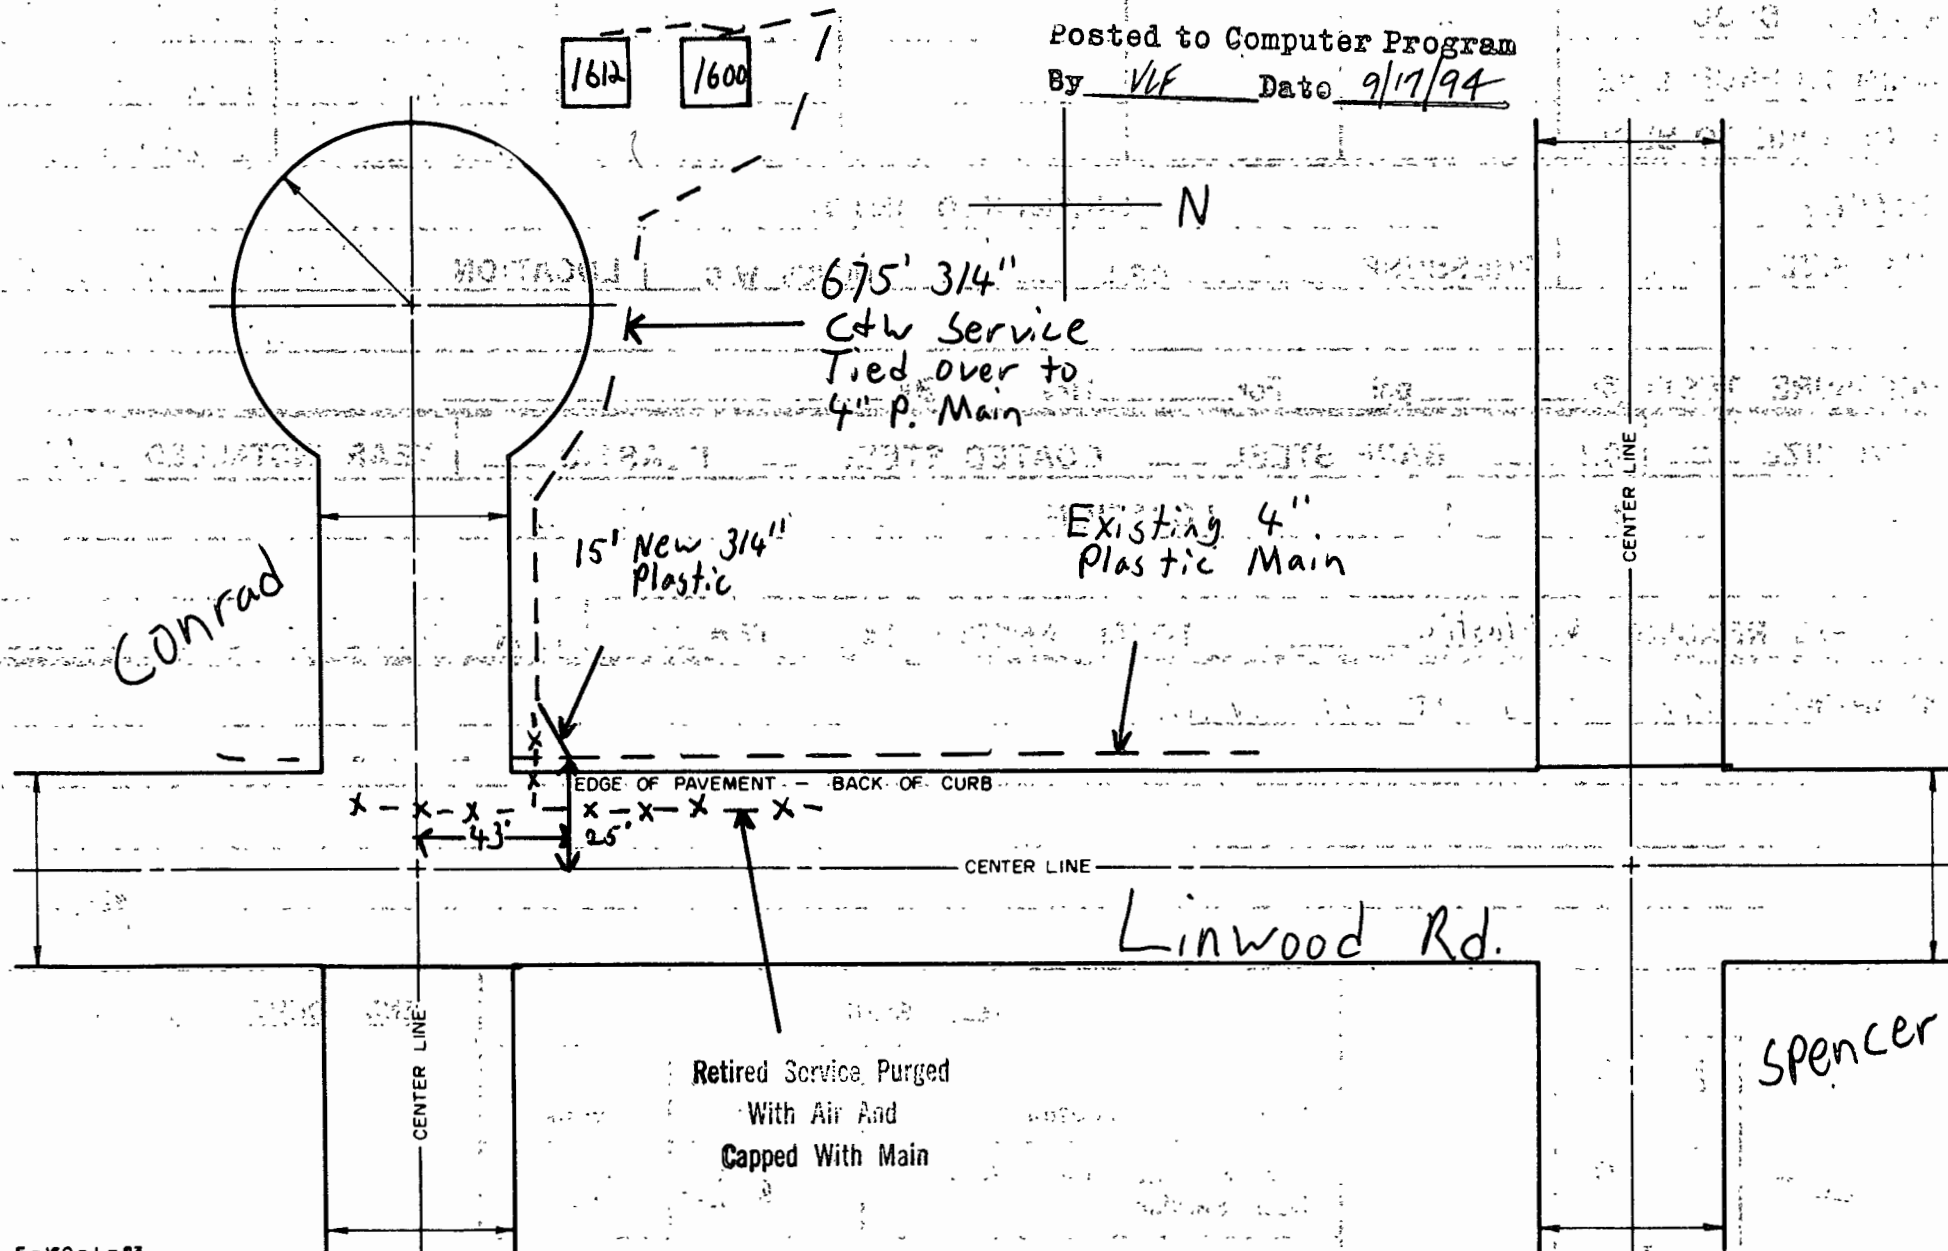 1612
1600
Posted to Computer Program
By VLF Date 9/17/94
N
675' 3/4"
C+W Service
Tied over to
4" P. Main
15' New 3/4"
Plastic
Existing 4"
Plastic Main
CENTER LINE
Conrad
EDGE OF PAVEMENT - BACK OF CURB
43'
25'
CENTER LINE
Linwood Rd.
CENTER LINE
Spencer
Retired Service Purged
With Air And
Capped With Main